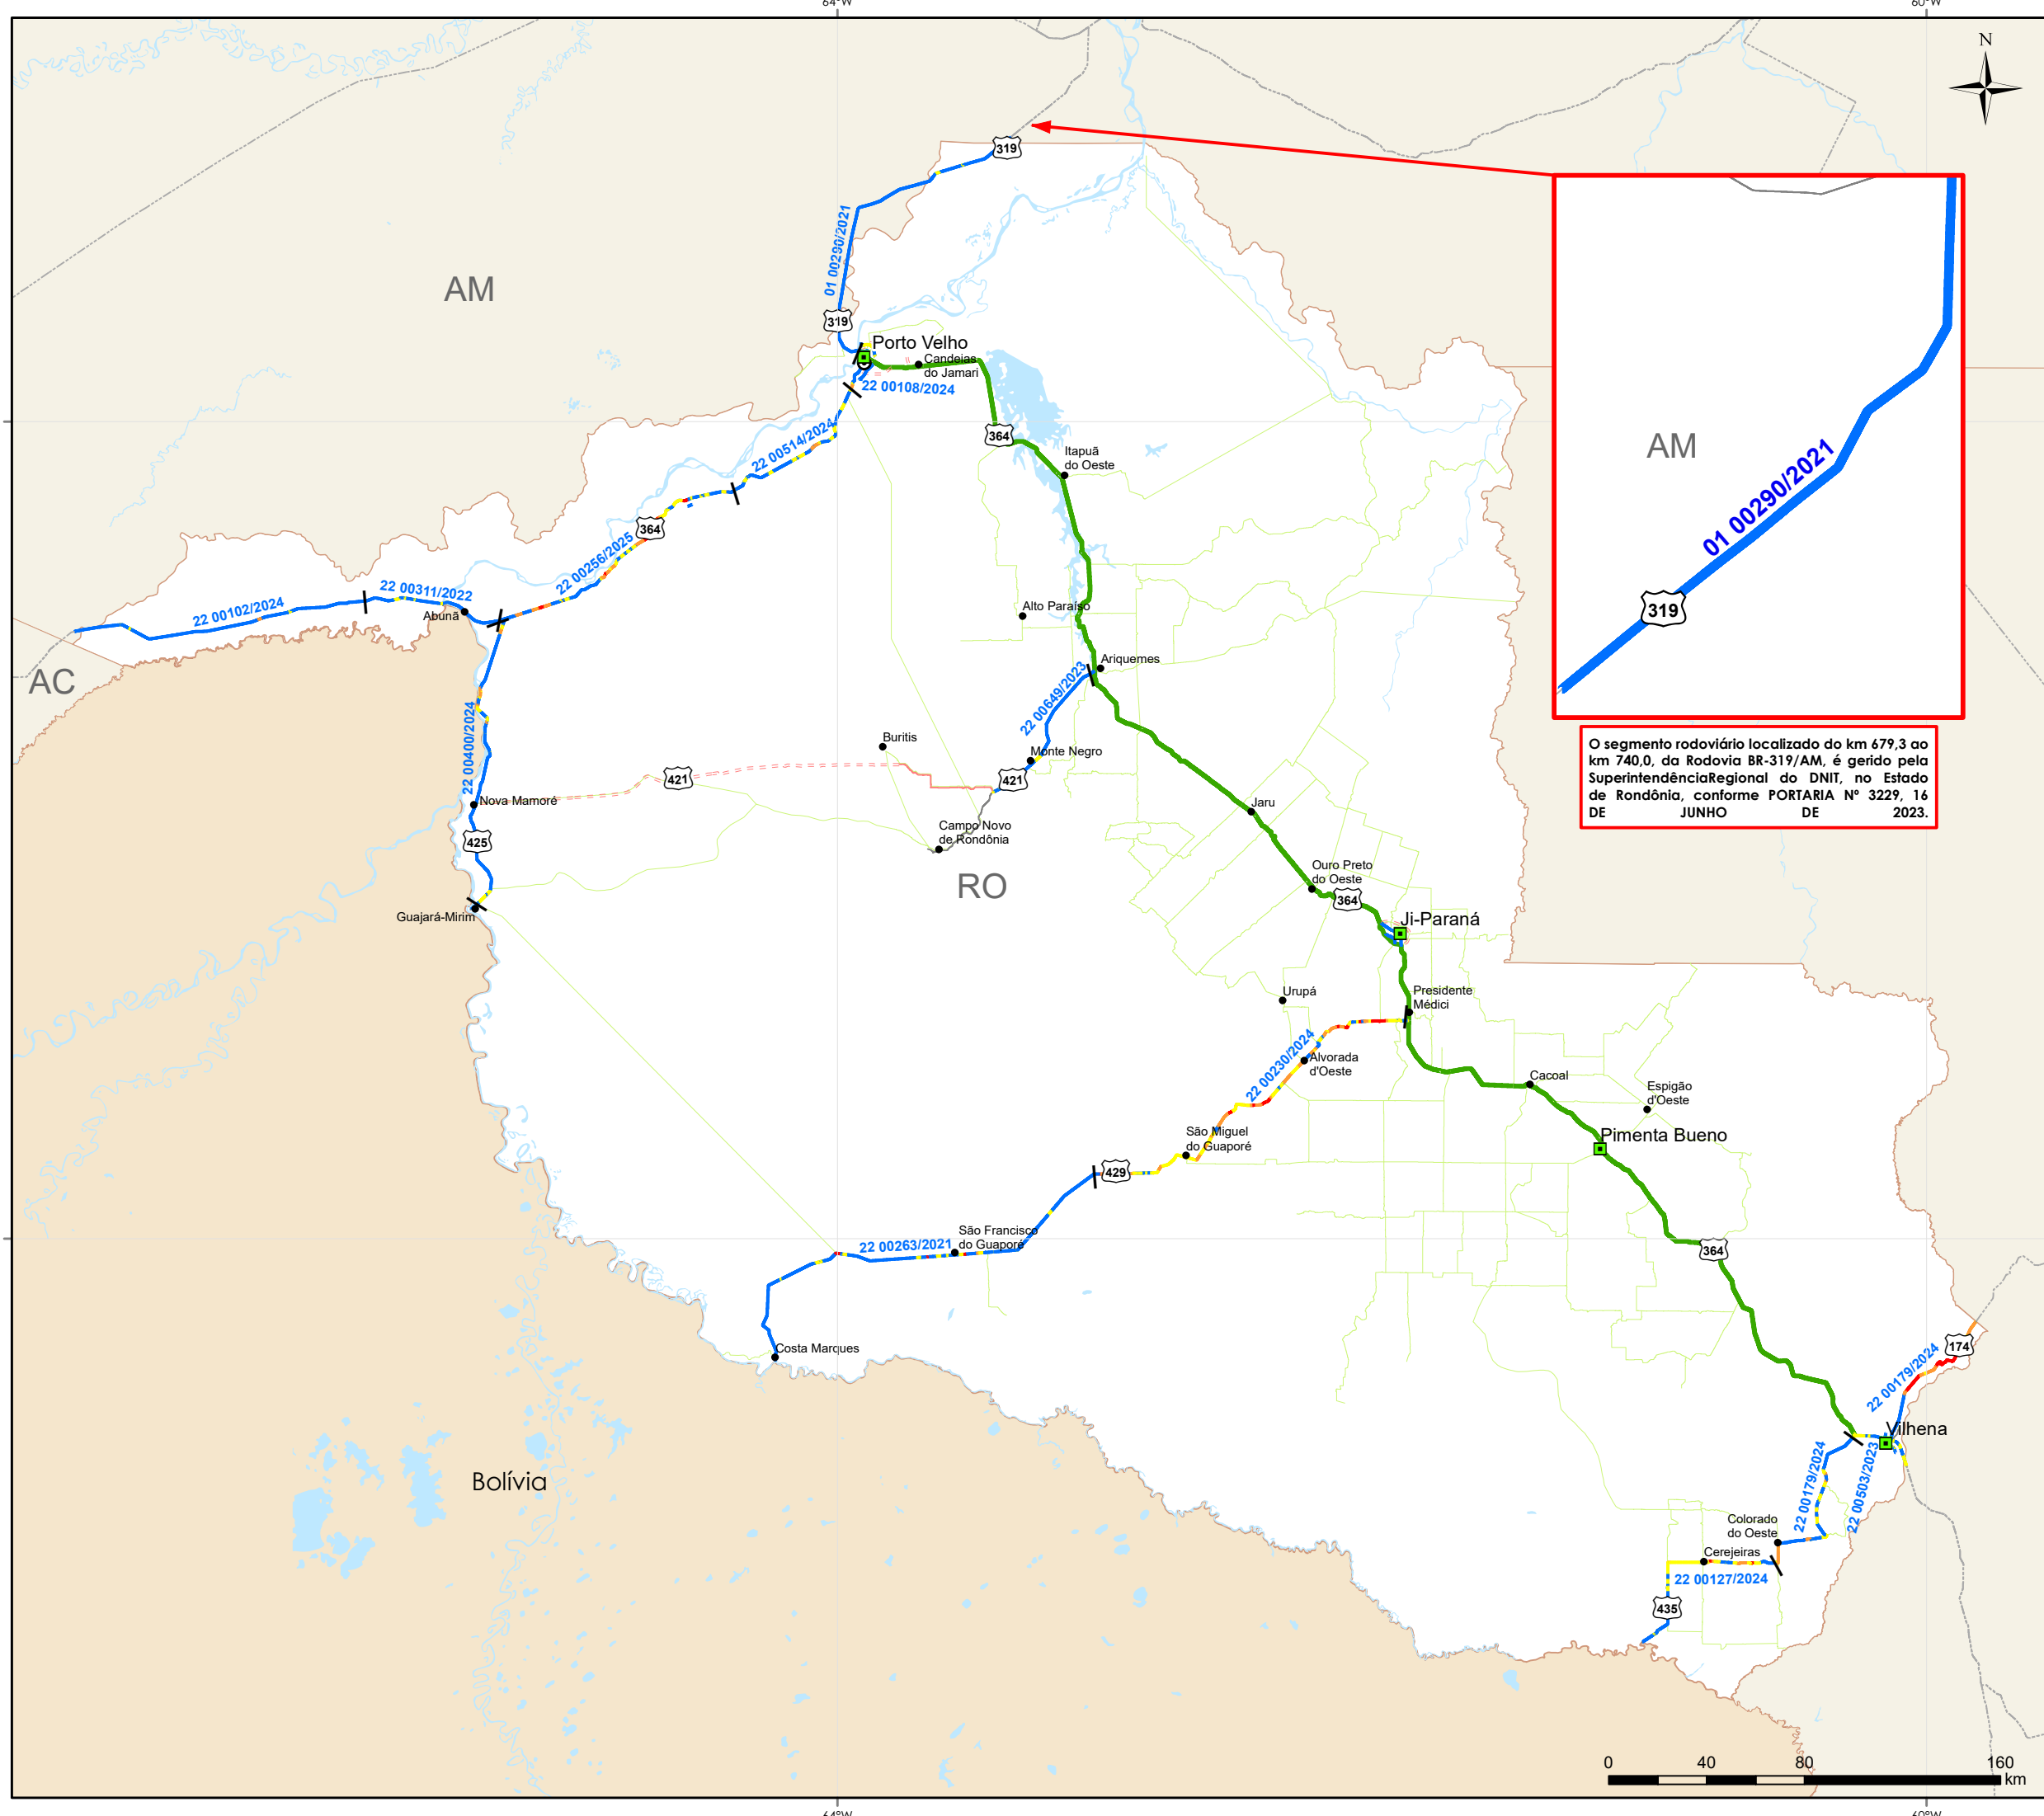 64°W
60°W
N
319
AM
01 00290/2021
319
Porto Velho
Candeias
do Jamari
22 00108/2024
364
22 00514/2024
Itapuã
do Oeste
AM
01 00290/2021
319
364
22 00256/2025
22 00311/2022
22 00102/2024
Abunã
Alto Paraíso
AC
Ariquemes
22 00649/2023
22 00400/2024
Buritis
Monte Negro
421
421
Nova Mamoré
O segmento rodoviário localizado do km 679,3 ao
km 740,0, da Rodovia BR-319/AM, é gerido pela
SuperintendênciaRegional do DNIT, no Estado
de Rondônia, conforme PORTARIA Nº 3229, 16
DE JUNHO DE 2023.
Jaru
425
Campo Novo
de Rondônia
Ouro Preto
do Oeste
RO
364
Guajará-Mirim
Ji-Paraná
Urupá
Presidente
Médici
22 00230/2024
Alvorada
d'Oeste
Cacoal
Espigão
d'Oeste
São Miguel
do Guaporé
Pimenta Bueno
429
São Francisco
do Guaporé
22 00263/2021
364
Costa Marques
174
22 00179/2024
Vilhena
Bolívia
22 00179/2024
22 00503/2023
Colorado
do Oeste
Cerejeiras
22 00127/2024
435
0 40 80 160
km
64°W
60°W